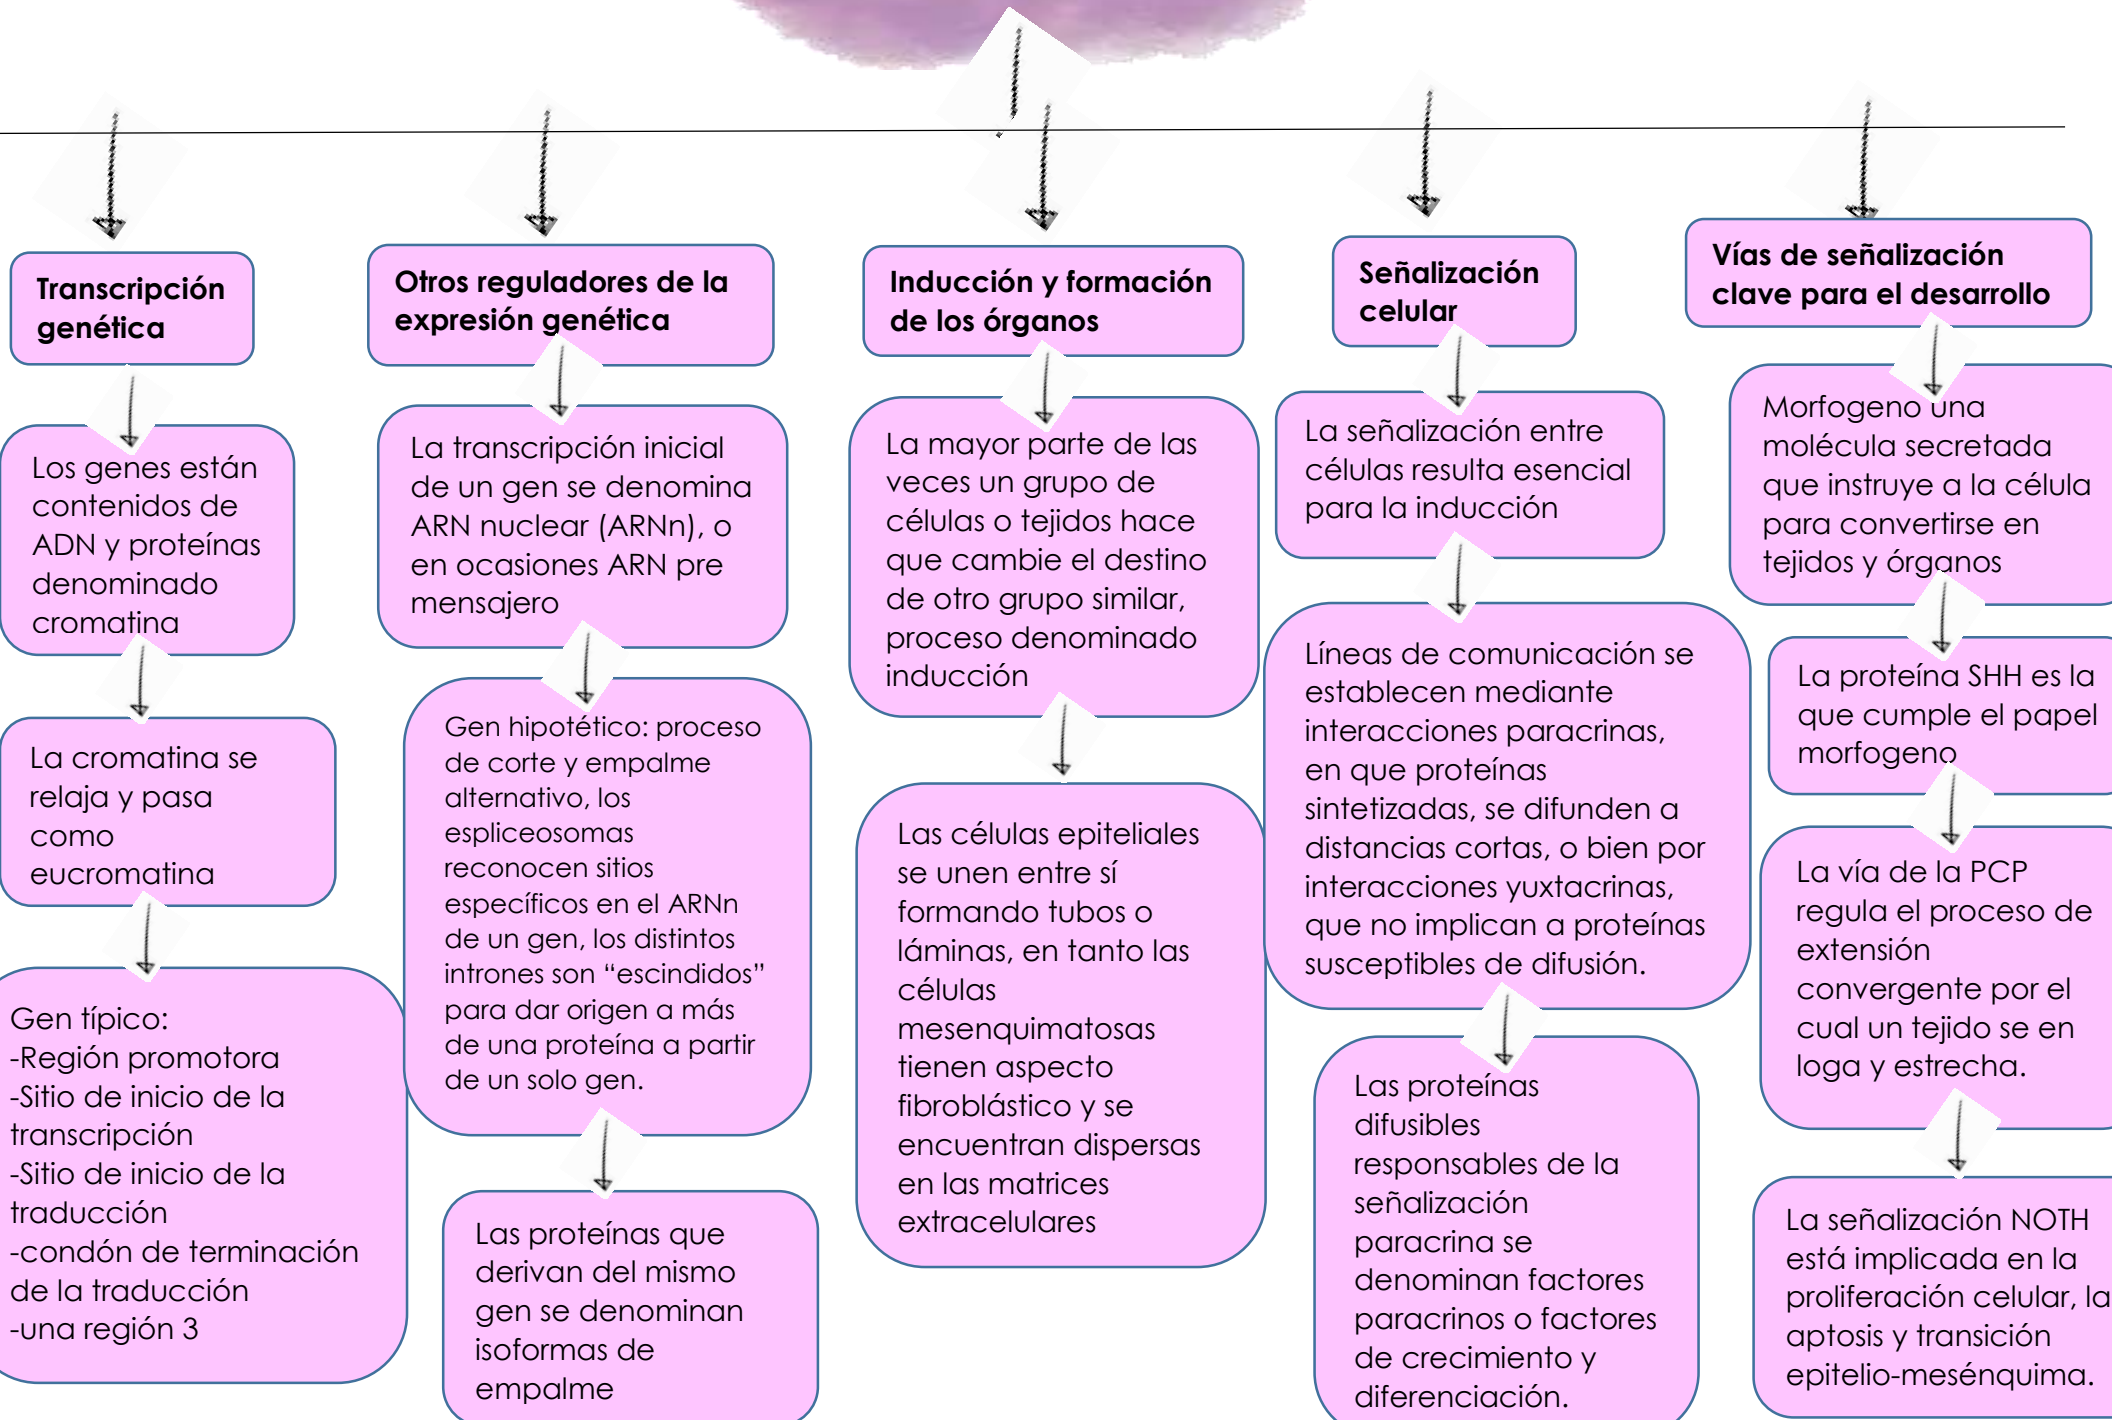 Transcripción
genética
Los genes están
contenidos de
ADN y proteínas
denominado
cromatina
La cromatina se
relaja y pasa
como
eucromatina
Gen típico:
-Región promotora
-Sitio de inicio de la
transcripción
-Sitio de inicio de la
traducción
-condón de terminación
de la traducción
-una región 3
Otros reguladores de la
expresión genética
La transcripción inicial
de un gen se denomina
ARN nuclear (ARNn), o
en ocasiones ARN pre
mensajero
Gen hipotético: proceso
de corte y empalme
alternativo, los
espliceosomas
reconocen sitios
específicos en el ARNn
de un gen, los distintos
intrones son “escindidos”
para dar origen a más
de una proteína a partir
de un solo gen.
Las proteínas que
derivan del mismo
gen se denominan
isoformas de
empalme
Inducción y formación
de los órganos
La mayor parte de las
veces un grupo de
células o tejidos hace
que cambie el destino
de otro grupo similar,
proceso denominado
inducción
Las células epiteliales
se unen entre sí
formando tubos o
láminas, en tanto las
células
mesenquimatosas
tienen aspecto
fibroblástico y se
encuentran dispersas
en las matrices
extracelulares
Señalización
celular
La señalización entre
células resulta esencial
para la inducción
Líneas de comunicación se
establecen mediante
interacciones paracrinas,
en que proteínas
sintetizadas, se difunden a
distancias cortas, o bien por
interacciones yuxtacrinas,
que no implican a proteínas
susceptibles de difusión.
Las proteínas
difusibles
responsables de la
señalización
paracrina se
denominan factores
paracrinos o factores
de crecimiento y
diferenciación.
Vías de señalización
clave para el desarrollo
Morfogeno una
molécula secretada
que instruye a la célula
para convertirse en
tejidos y órganos
La proteína SHH es la
que cumple el papel
morfogeno
La vía de la PCP
regula el proceso de
extensión
convergente por el
cual un tejido se en
loga y estrecha.
La señalización NOTH
está implicada en la
proliferación celular, la
aptosis y transición
epitelio-mesénquima.